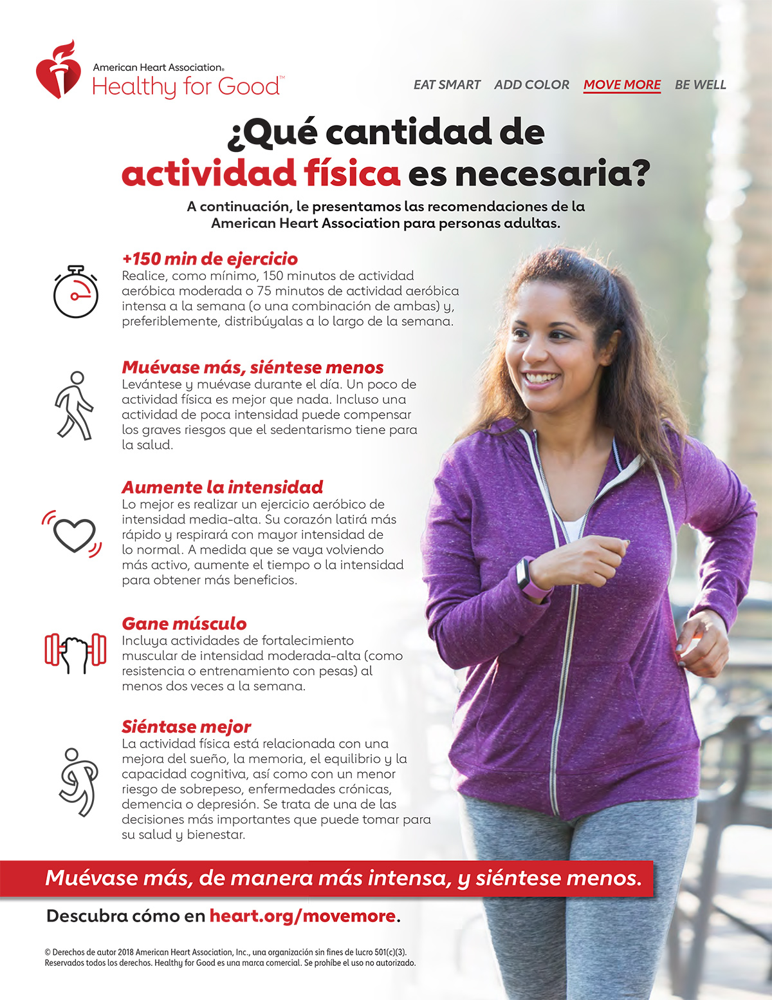 American Heart Association®
Healthy for Good™
EAT SMART ADD COLOR MOVE MORE BE WELL
¿Qué cantidad de
actividad física es necesaria?
A continuación, le presentamos las recomendaciones de la
American Heart Association para personas adultas.
+150 min de ejercicio
Realice, como mínimo, 150 minutos de actividad
aeróbica moderada o 75 minutos de actividad aeróbica
intensa a la semana (o una combinación de ambas) y,
preferiblemente, distribúyalas a lo largo de la semana.
Muévase más, siéntese menos
Levántese y muévase durante el día. Un poco de
actividad física es mejor que nada. Incluso una
actividad de poca intensidad puede compensar
los graves riesgos que el sedentarismo tiene para
la salud.
Aumente la intensidad
Lo mejor es realizar un ejercicio aeróbico de
intensidad media-alta. Su corazón latirá más
rápido y respirará con mayor intensidad de
lo normal. A medida que se vaya volviendo
más activo, aumente el tiempo o la intensidad
para obtener más beneficios.
Gane músculo
Incluya actividades de fortalecimiento
muscular de intensidad moderada-alta (como
resistencia o entrenamiento con pesas) al
menos dos veces a la semana.
Siéntase mejor
La actividad física está relacionada con una
mejora del sueño, la memoria, el equilibrio y la
capacidad cognitiva, así como con un menor
riesgo de sobrepeso, enfermedades crónicas,
demencia o depresión. Se trata de una de las
decisiones más importantes que puede tomar para
su salud y bienestar.
Muévase más, de manera más intensa, y siéntese menos.
Descubra cómo en heart.org/movemore.
© Derechos de autor 2018 American Heart Association, Inc., una organización sin fines de lucro 501(c)(3).
Reservados todos los derechos. Healthy for Good es una marca comercial. Se prohíbe el uso no autorizado.